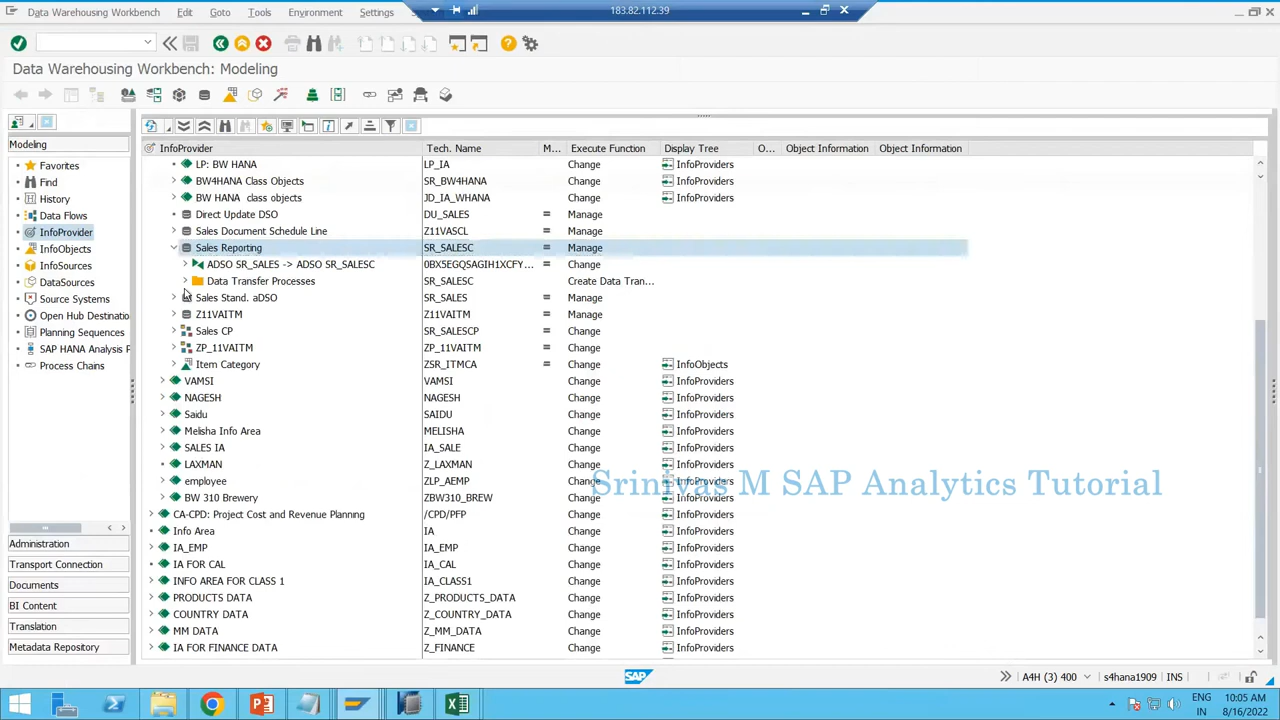 Data Warehousing Workbench Edit Goto Tools Environment Settings
183.82.112.39
Data Warehousing Workbench: Modeling
Modeling
Favorites
Find
History
Data Flows
InfoProvider
InfoObjects
InfoSources
DataSources
Source Systems
Open Hub Destinatio
Planning Sequences
SAP HANA Analysis P
Process Chains
Administration
Transport Connection
Documents
BI Content
Translation
Metadata Repository
InfoProvider Tech. Name M... Execute Function Display Tree O... Object Information Object Information
LP: BW HANA LP_IA Change InfoProviders
BW4HANA Class Objects SR_BW4HANA Change InfoProviders
BW HANA class objects JD_IA_WHANA Change InfoProviders
Direct Update DSO DU_SALES = Manage
Sales Document Schedule Line Z11VASCL = Manage
Sales Reporting SR_SALESC = Manage
ADSO SR_SALES -> ADSO SR_SALESC 0BX5EGQSAGIH1XCFY... = Change
Data Transfer Processes SR_SALESC = Create Data Tran...
Sales Stand. aDSO SR_SALES = Manage
Z11VAITM Z11VAITM = Manage
Sales CP SR_SALESCP = Change
ZP_11VAITM ZP_11VAITM = Change
Item Category ZSR_ITMCA = Change InfoObjects
VAMSI VAMSI Change InfoProviders
NAGESH NAGESH Change InfoProviders
Saidu SAIDU Change InfoProviders
Melisha Info Area MELISHA Change InfoProviders
SALES IA IA_SALE Change InfoProviders
LAXMAN Z_LAXMAN Change InfoProviders
employee ZLP_AEMP Change InfoProviders
BW 310 Brewery ZBW310_BREW Change InfoProviders
CA-CPD: Project Cost and Revenue Planning /CPD/PFP Change InfoProviders
Info Area IA Change InfoProviders
IA_EMP IA_EMP Change InfoProviders
IA FOR CAL IA_CAL Change InfoProviders
INFO AREA FOR CLASS 1 IA_CLASS1 Change InfoProviders
PRODUCTS DATA Z_PRODUCTS_DATA Change InfoProviders
COUNTRY DATA Z_COUNTRY_DATA Change InfoProviders
MM DATA Z_MM_DATA Change InfoProviders
IA FOR FINANCE DATA Z_FINANCE Change InfoProviders
Srinivas M SAP Analytics Tutorial
SAP
A4H (3) 400 s4hana1909 INS
ENG
IN
10:05 AM
8/16/2022